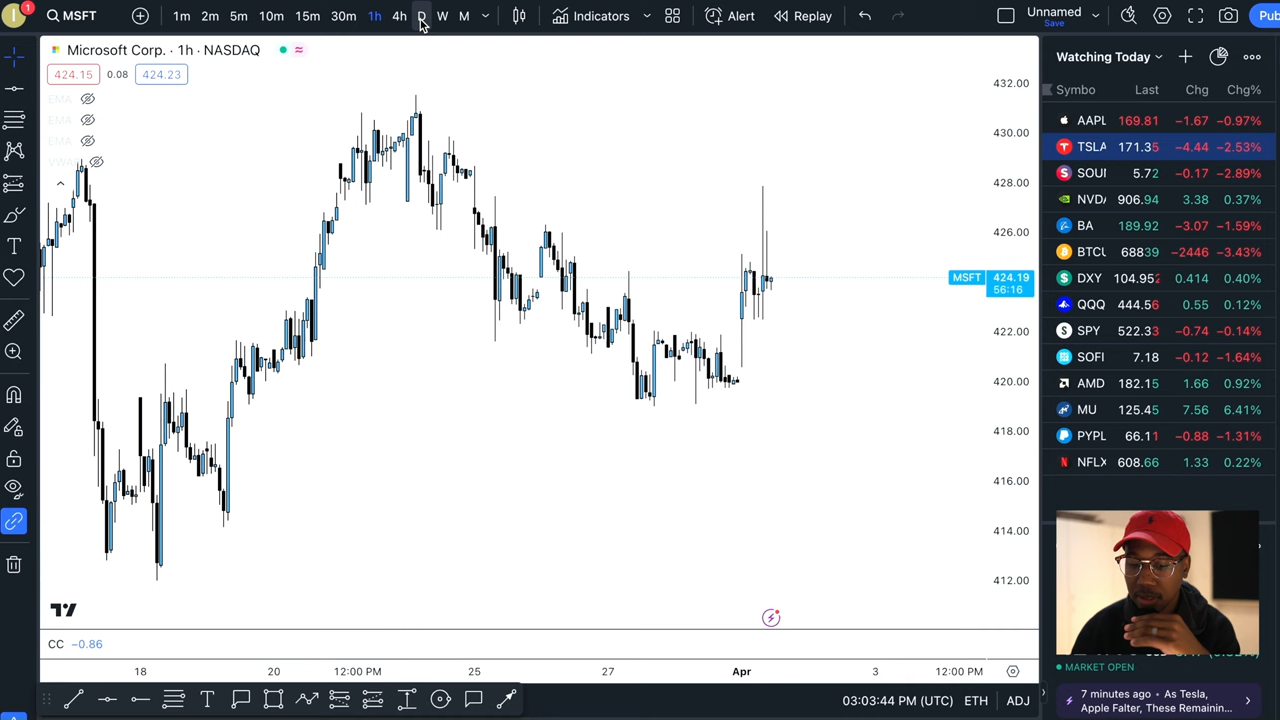 1
MSFT 1m 2m 5m 10m 15m 30m 1h 4h D W M Indicators Alert Replay Unnamed Save Pub
Microsoft Corp. · 1h · NASDAQ
424.15 0.08 424.23
EMA
EMA
EMA
VWAP
432.00
430.00
428.00
426.00
MSFT 424.19
56:16
422.00
420.00
418.00
416.00
414.00
412.00
CC −0.86
18 20 12:00 PM 25 27 Apr 3 12:00 PM
03:03:44 PM (UTC) ETH ADJ
Watching Today
Symbo Last Chg Chg%
AAPL 169.81 −1.67 −0.97%
TSLA 171.35 −4.44 −2.53%
SOUI 5.72 −0.17 −2.89%
NVD/ 906.94 3.38 0.37%
BA 189.92 −3.07 −1.59%
BTCU 68839 −2446 −3.43%
DXY 104.952 0.414 0.40%
QQQ 444.56 0.55 0.12%
SPY 522.33 −0.74 −0.14%
SOFI 7.18 −0.12 −1.64%
AMD 182.15 1.66 0.92%
MU 125.45 7.56 6.41%
PYPL 66.11 −0.88 −1.31%
NFLX 608.66 1.33 0.22%
MARKET OPEN
7 minutes ago • As Tesla,
Apple Falter, These Remainin...